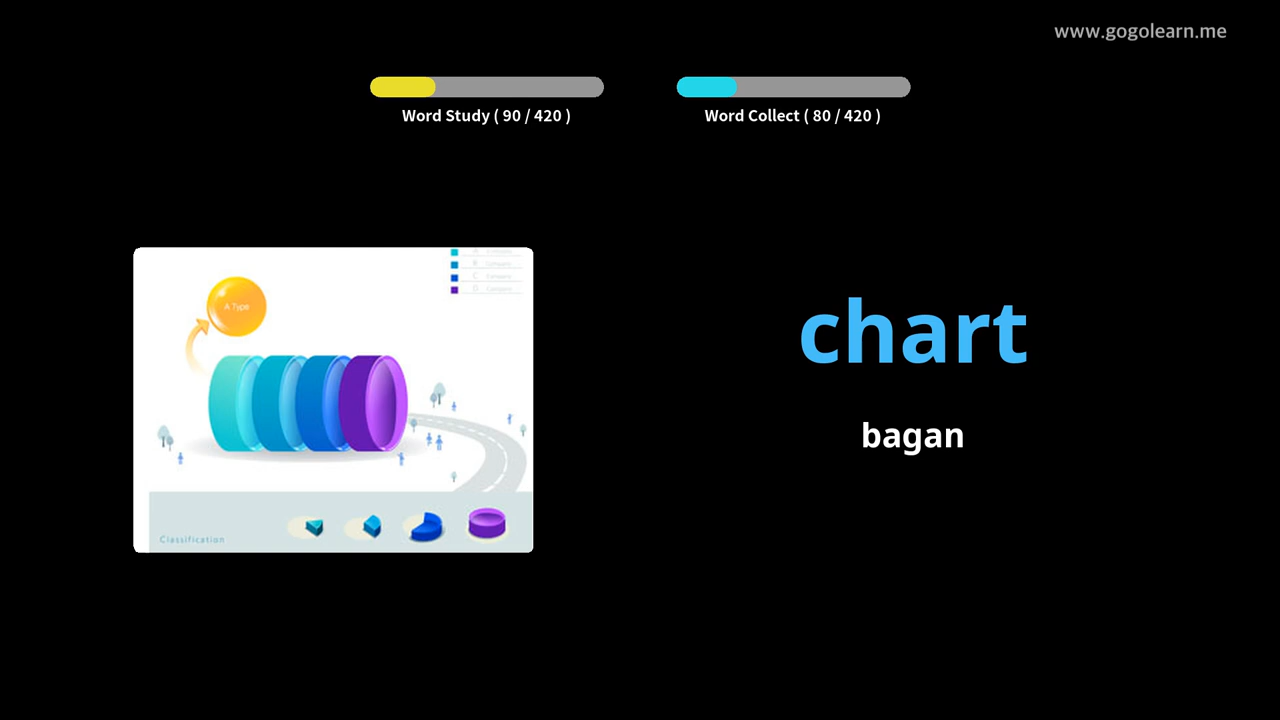 www.gogolearn.me
Word Study ( 90 / 420 )
Word Collect ( 80 / 420 )
A Type
B
C
D
chart
bagan
Classification